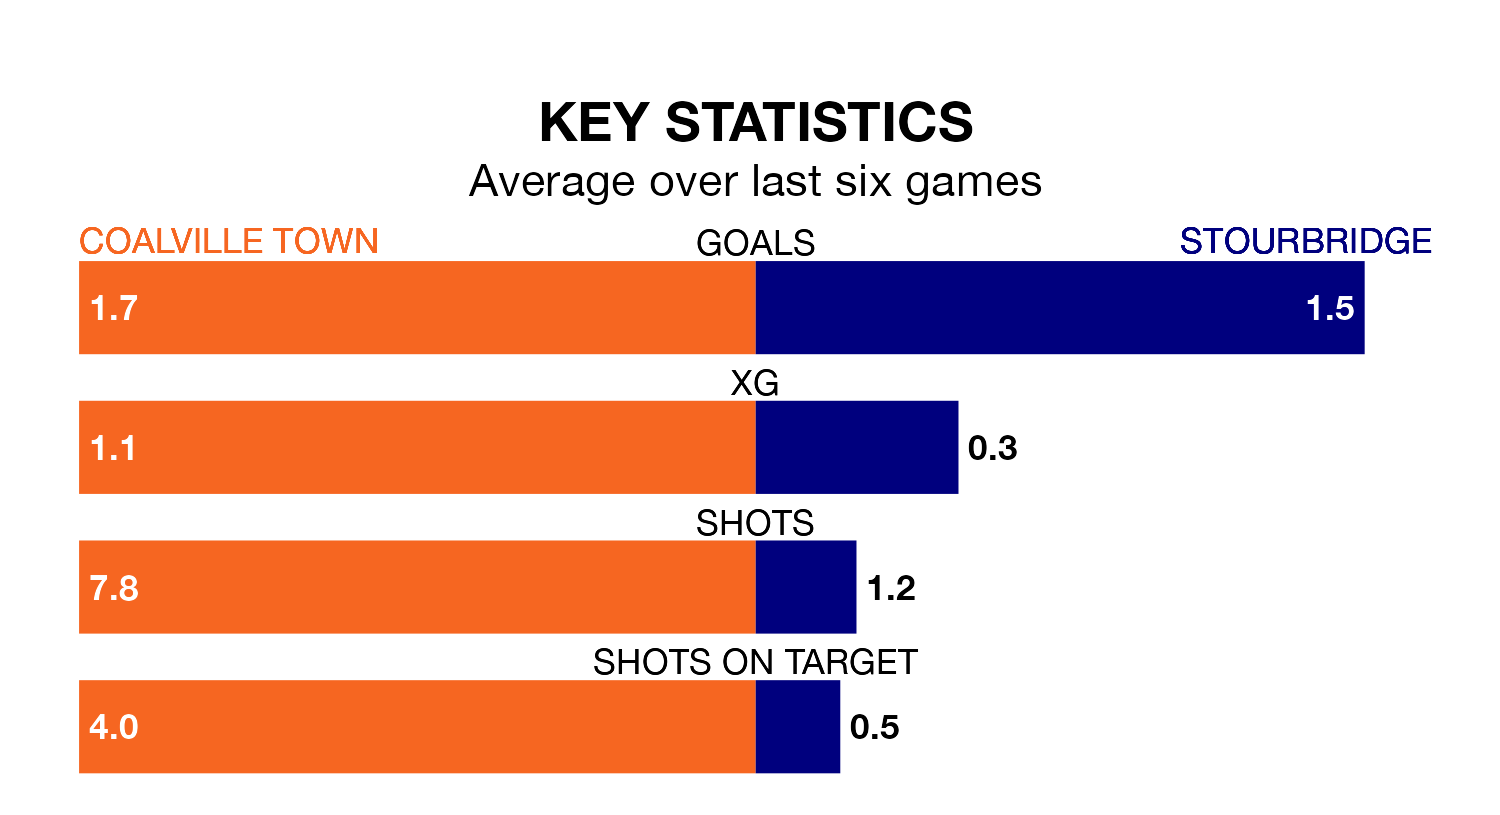 KEY STATISTICS
Average over last six games
COALVILLE TOWN GOALS STOURBRIDGE
1.7 1.5
XG
1.1 0.3
SHOTS
7.8 1.2
SHOTS ON TARGET
4.0 0.5